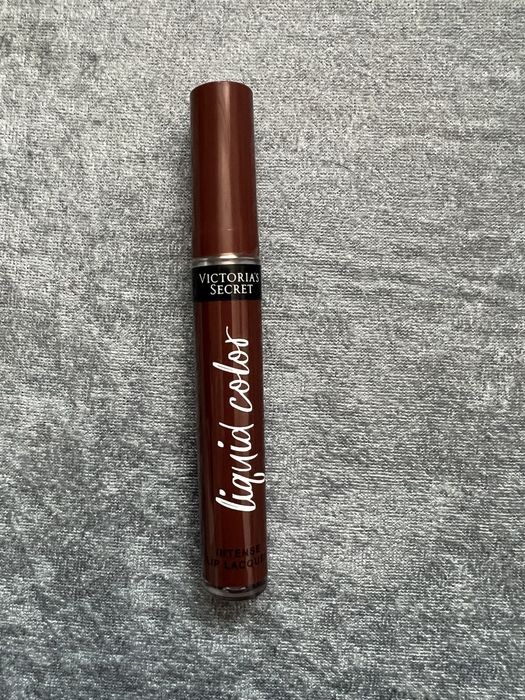 VICTORIA'S
SECRET
liquid color
INTENSE
LIP LACQUER